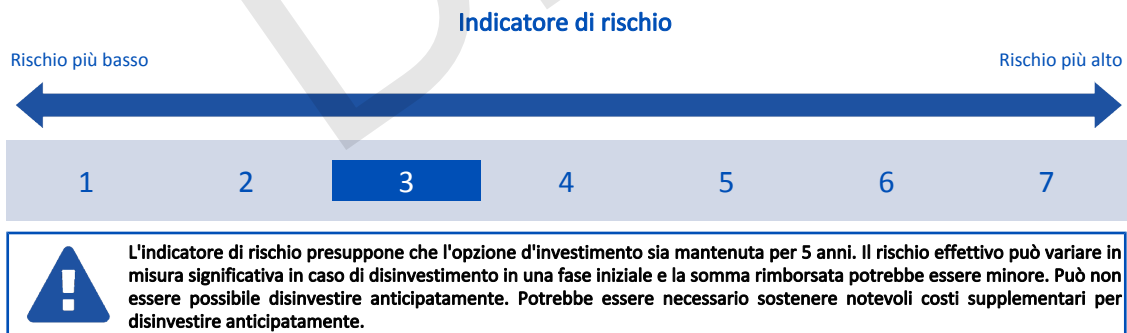 Indicatore di rischio
Rischio più basso
Rischio più alto
1 2 3 4 5 6 7
L'indicatore di rischio presuppone che l'opzione d'investimento sia mantenuta per 5 anni. Il rischio effettivo può variare in
misura significativa in caso di disinvestimento in una fase iniziale e la somma rimborsata potrebbe essere minore. Può non
essere possibile disinvestire anticipatamente. Potrebbe essere necessario sostenere notevoli costi supplementari per
disinvestire anticipatamente.